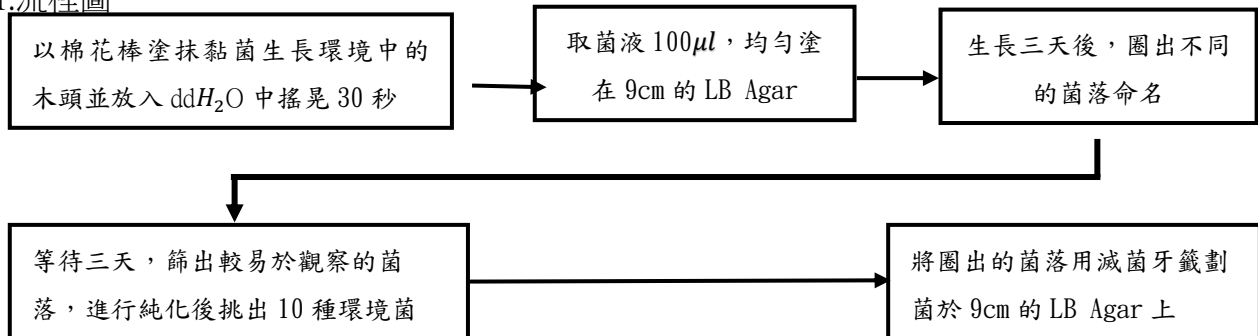 1.流程圖
以棉花棒塗抹黏菌生長環境中的
木頭並放入 ddH₂O 中搖晃 30 秒
取菌液 100μl，均勻塗
在 9cm 的 LB Agar
生長三天後，圈出不同
的菌落命名
等待三天，篩出較易於觀察的菌
落，進行純化後挑出 10 種環境菌
將圈出的菌落用滅菌牙籤劃
菌於 9cm 的 LB Agar 上